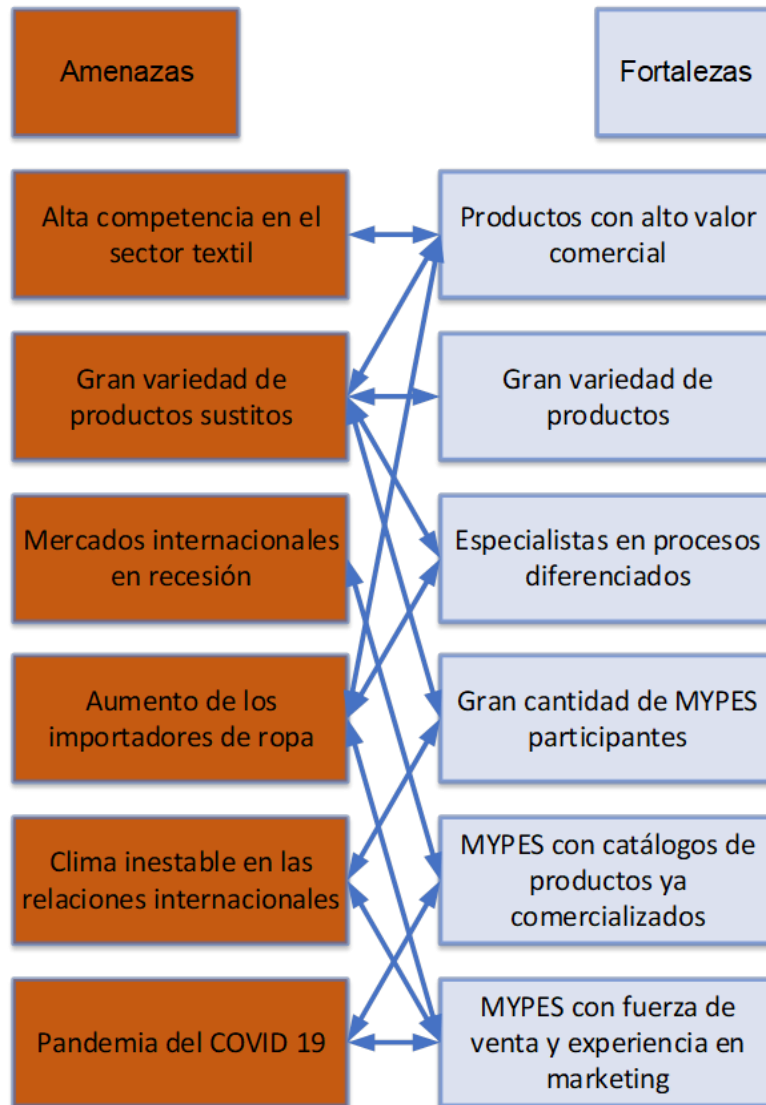 Amenazas
Fortalezas
Alta competencia en el
sector textil
Productos con alto valor
comercial
Gran variedad de
productos sustitos
Gran variedad de
productos
Mercados internacionales
en recesión
Especialistas en procesos
diferenciados
Aumento de los
importadores de ropa
Gran cantidad de MYPES
participantes
Clima inestable en las
relaciones internacionales
MYPES con catálogos de
productos ya
comercializados
Pandemia del COVID 19
MYPES con fuerza de
venta y experiencia en
marketing